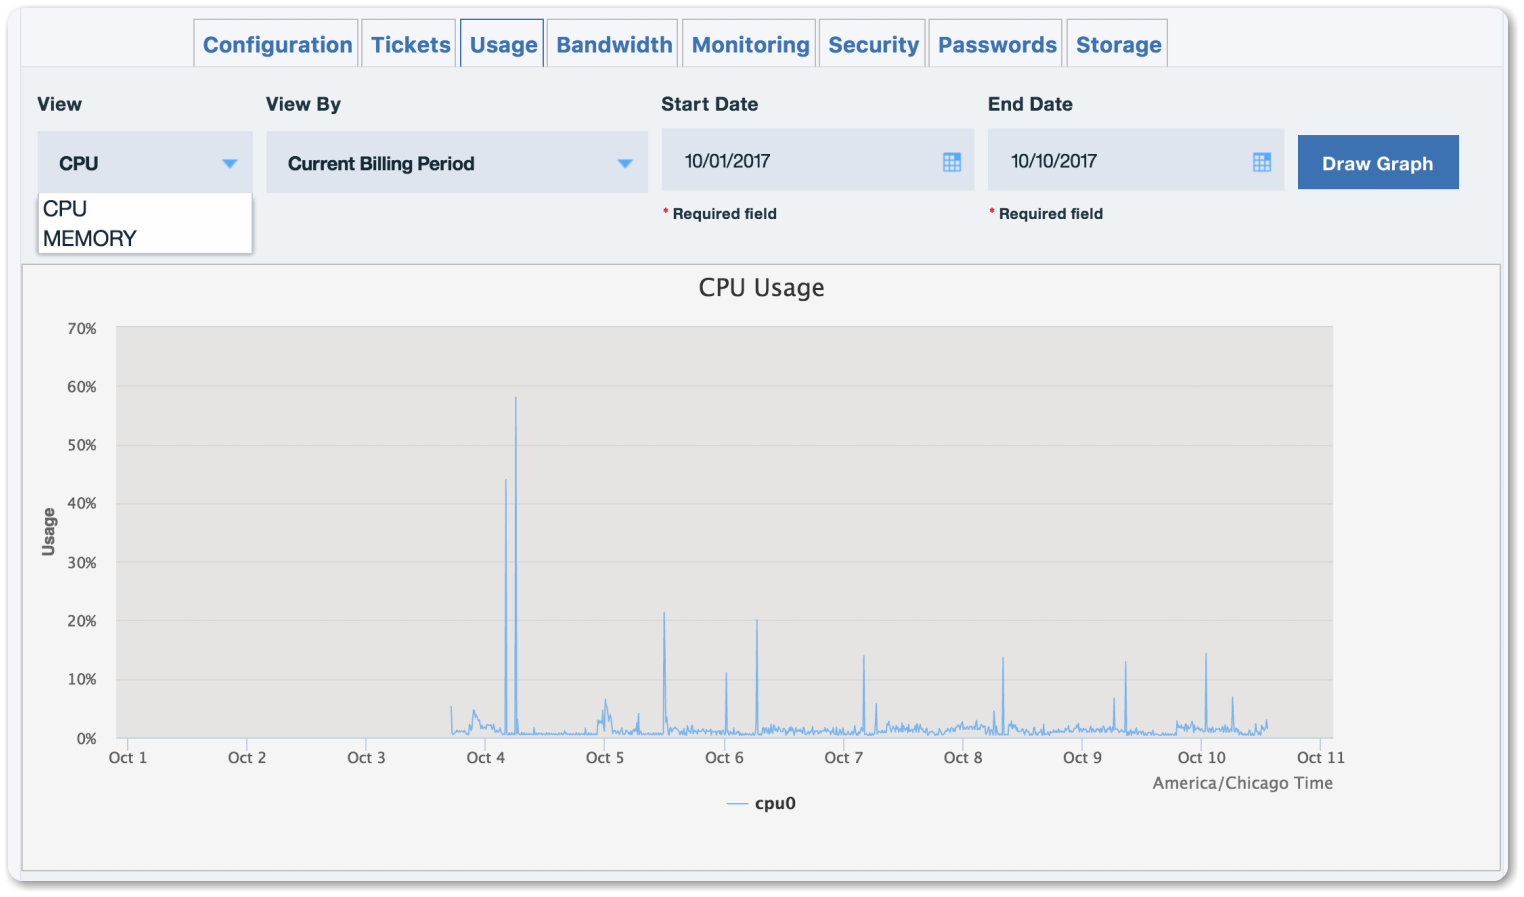 Configuration Tickets Usage Bandwidth Monitoring Security Passwords Storage
View View By Start Date End Date
CPU Current Billing Period 10/01/2017 10/10/2017 Draw Graph
CPU * Required field * Required field
MEMORY
CPU Usage
70%
60%
50%
40%
30%
20%
10%
0%
Usage
Oct 1 Oct 2 Oct 3 Oct 4 Oct 5 Oct 6 Oct 7 Oct 8 Oct 9 Oct 10 Oct 11
America/Chicago Time
cpu0